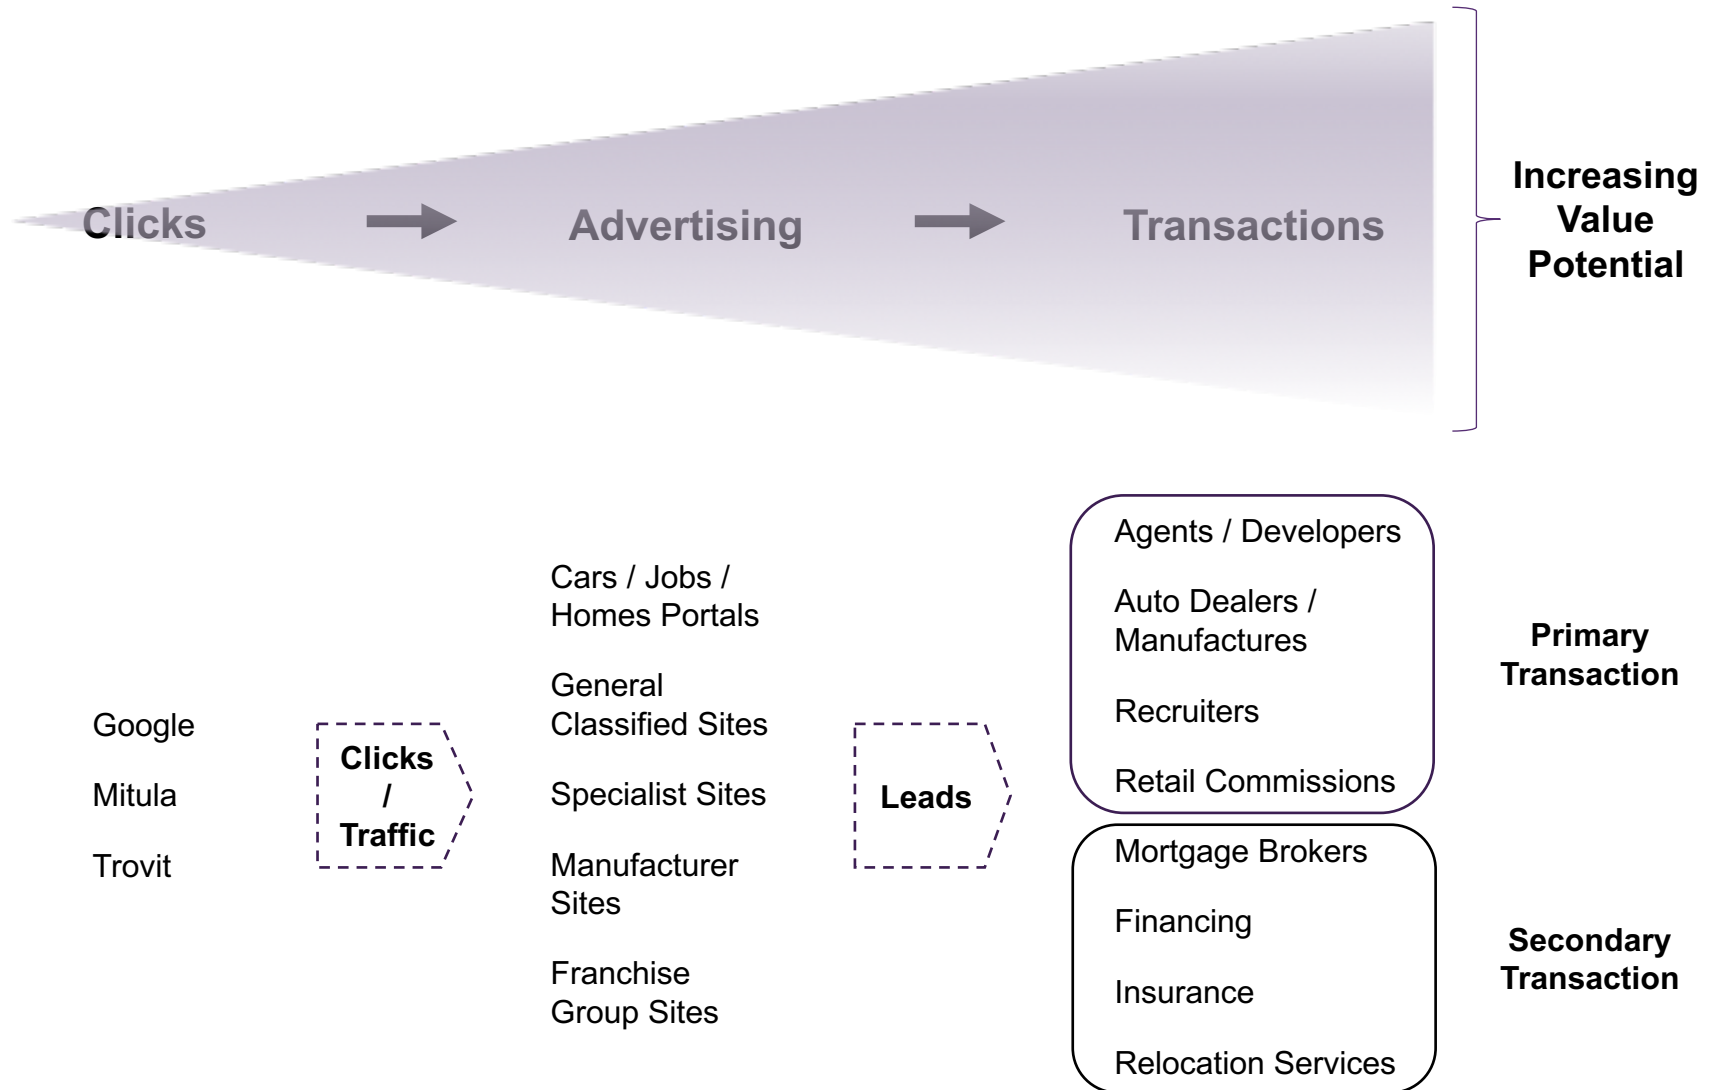 Clicks
Advertising
Transactions
Increasing
Value
Potential
Google
Mitula
Trovit
Clicks
/
Traffic
Cars / Jobs /
Homes Portals
General
Classified Sites
Specialist Sites
Manufacturer
Sites
Franchise
Group Sites
Leads
Agents / Developers
Auto Dealers /
Manufactures
Recruiters
Retail Commissions
Primary
Transaction
Mortgage Brokers
Financing
Insurance
Relocation Services
Secondary
Transaction